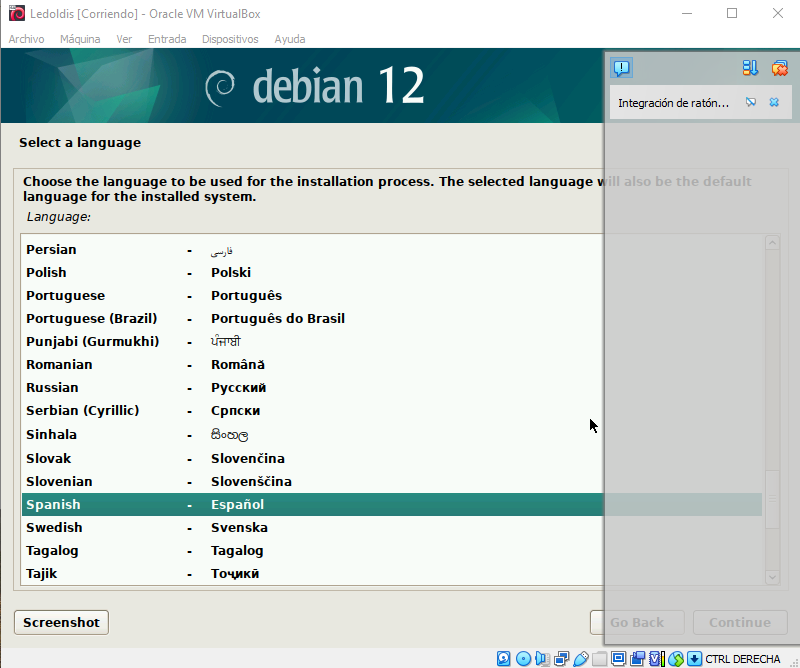 Ledoldis [Corriendo] - Oracle VM VirtualBox
Archivo Máquina Ver Entrada Dispositivos Ayuda
debian 12
Integración de ratón...
Select a language
Choose the language to be used for the installation process. The selected language will also be the default
language for the installed system.
Language:
Persian - فارسی
Polish - Polski
Portuguese - Português
Portuguese (Brazil) - Português do Brasil
Punjabi (Gurmukhi) - ਪੰਜਾਬੀ
Romanian - Română
Russian - Русский
Serbian (Cyrillic) - Српски
Sinhala - සිංහල
Slovak - Slovenčina
Slovenian - Slovenščina
Spanish - Español
Swedish - Svenska
Tagalog - Tagalog
Tajik - Тоҷикӣ
Screenshot Go Back Continue
CTRL DERECHA